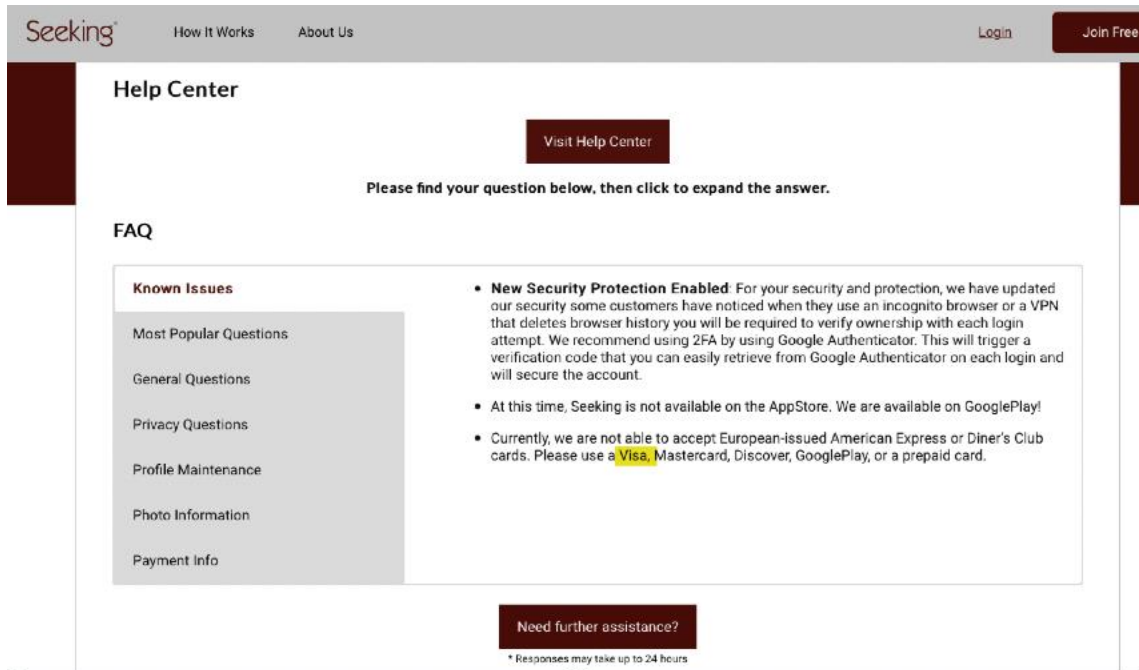 Seeking
How It Works
About Us
Login
Join Free
Help Center
Visit Help Center
Please find your question below, then click to expand the answer.
FAQ
Known Issues
Most Popular Questions
General Questions
Privacy Questions
Profile Maintenance
Photo Information
Payment Info
• New Security Protection Enabled: For your security and protection, we have updated
our security some customers have noticed when they use an incognito browser or a VPN
that deletes browser history you will be required to verify ownership with each login
attempt. We recommend using 2FA by using Google Authenticator. This will trigger a
verification code that you can easily retrieve from Google Authenticator on each login and
will secure the account.
• At this time, Seeking is not available on the AppStore. We are available on GooglePlay!
• Currently, we are not able to accept European-issued American Express or Diner's Club
cards. Please use a Visa, Mastercard, Discover, GooglePlay, or a prepaid card.
Need further assistance?
* Responses may take up to 24 hours